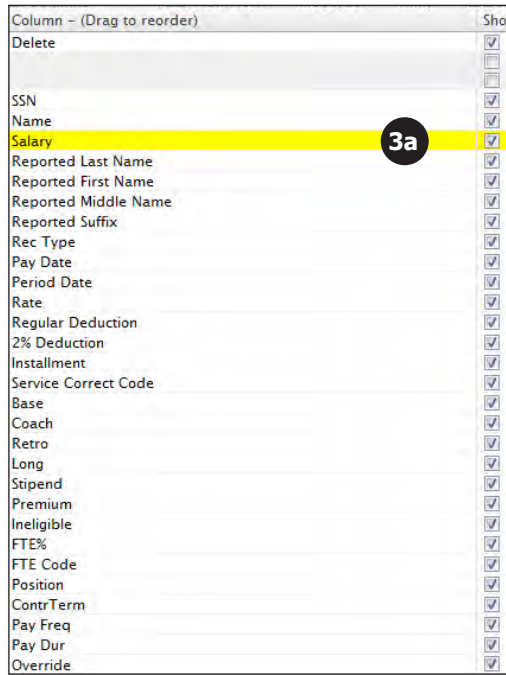 Column - (Drag to reorder) Sho
Delete
SSN
Name
Salary 3a
Reported Last Name
Reported First Name
Reported Middle Name
Reported Suffix
Rec Type
Pay Date
Period Date
Rate
Regular Deduction
2% Deduction
Installment
Service Correct Code
Base
Coach
Retro
Long
Stipend
Premium
Ineligible
FTE%
FTE Code
Position
ContrTerm
Pay Freq
Pay Dur
Override